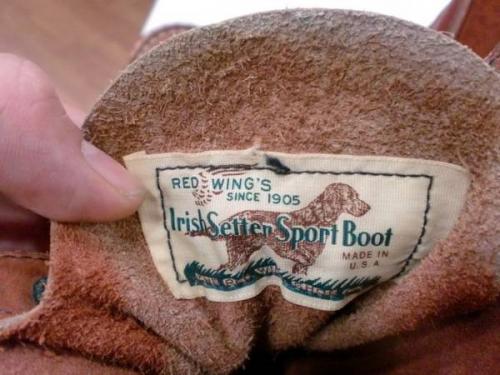 RED WING'S
SINCE 1905
Irish Setter Sport Boot
MADE IN
U.S.A